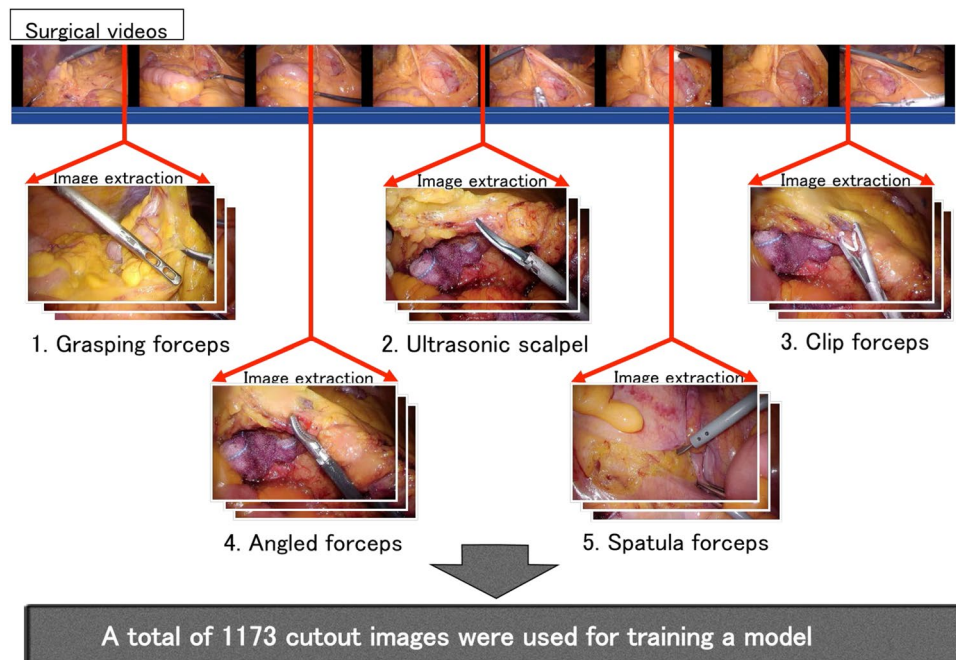 Surgical videos
Image extraction
Image extraction
Image extraction
1. Grasping forceps
2. Ultrasonic scalpel
3. Clip forceps
Image extraction
Image extraction
4. Angled forceps
5. Spatula forceps
A total of 1173 cutout images were used for training a model